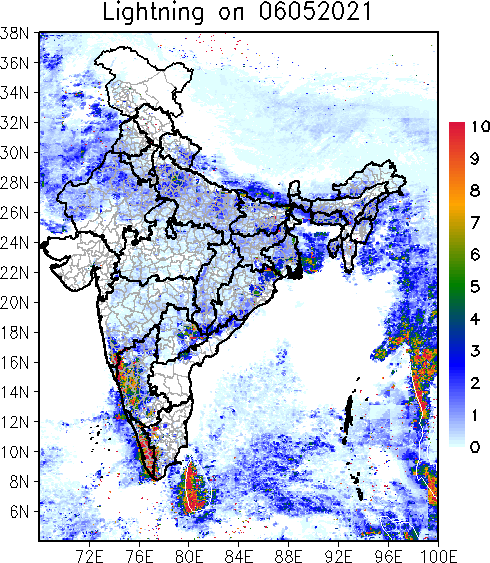 Lightning on 06052021
38N
36N
34N
32N
30N
28N
26N
24N
22N
20N
18N
16N
14N
12N
10N
8N
6N
72E 76E 80E 84E 88E 92E 96E 100E
10
9
8
7
6
5
4
3
2
1
0